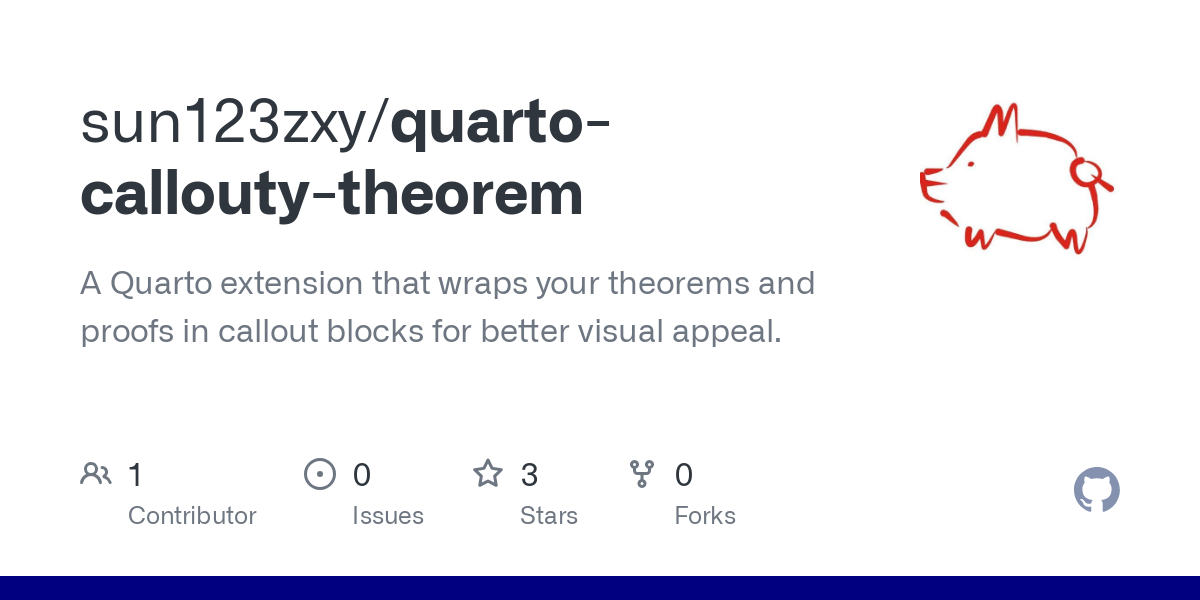 sun123zxy/quarto-
callouty-theorem
A Quarto extension that wraps your theorems and
proofs in callout blocks for better visual appeal.
1 0 3 0
Contributor Issues Stars Forks